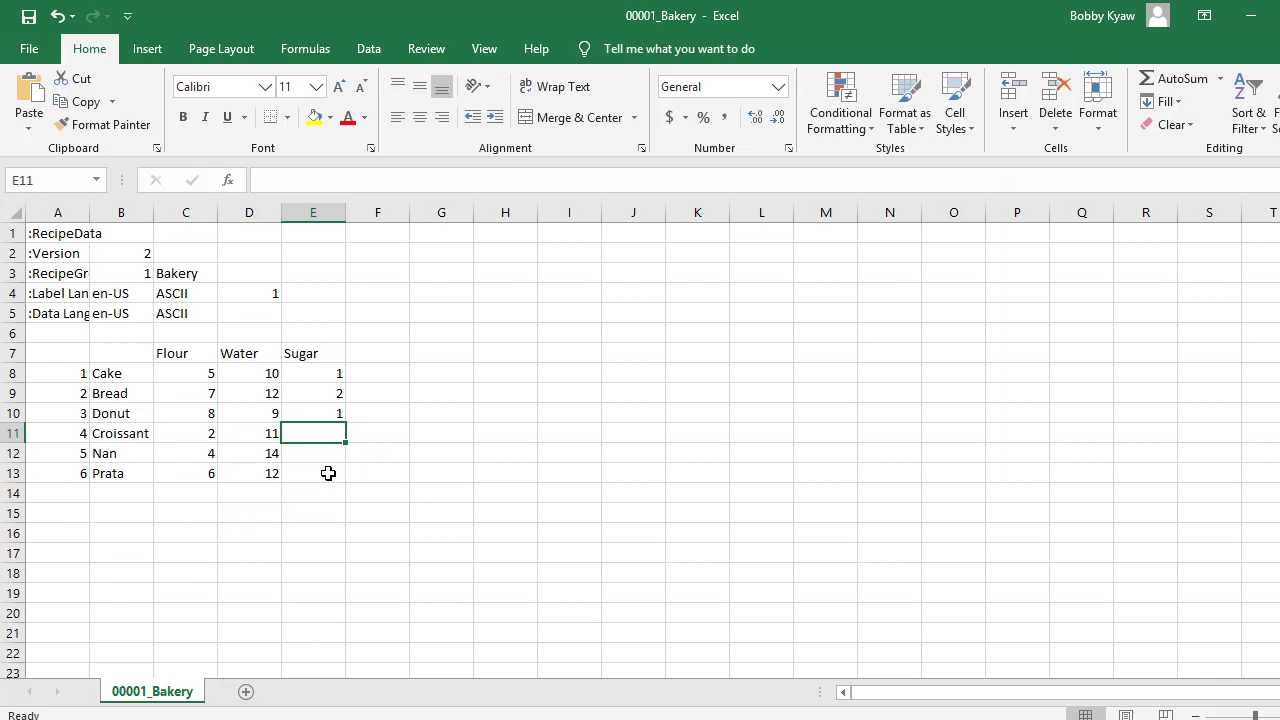 00001_Bakery - Excel
Bobby Kyaw
File Home Insert Page Layout Formulas Data Review View Help Tell me what you want to do
Paste
Cut
Copy
Format Painter
Clipboard
Calibri 11
B I U
Font
Wrap Text
Merge & Center
Alignment
General
$ % ,
Number
Conditional Formatting
Format as Table
Cell Styles
Styles
Insert
Delete
Format
Cells
AutoSum
Fill
Clear
Sort &
Filter
Editing
E11
fx
A B C D E F G H I J K L M N O P Q R S T
1 :RecipeData
2 :Version 2
3 :RecipeGr 1 Bakery
4 :Label Lan en-US ASCII 1
5 :Data Lang en-US ASCII
6
7 Flour Water Sugar
8 1 Cake 5 10 1
9 2 Bread 7 12 2
10 3 Donut 8 9 1
11 4 Croissant 2 11
12 5 Nan 4 14
13 6 Prata 6 12
14
15
16
17
18
19
20
21
22
23
00001_Bakery
Ready